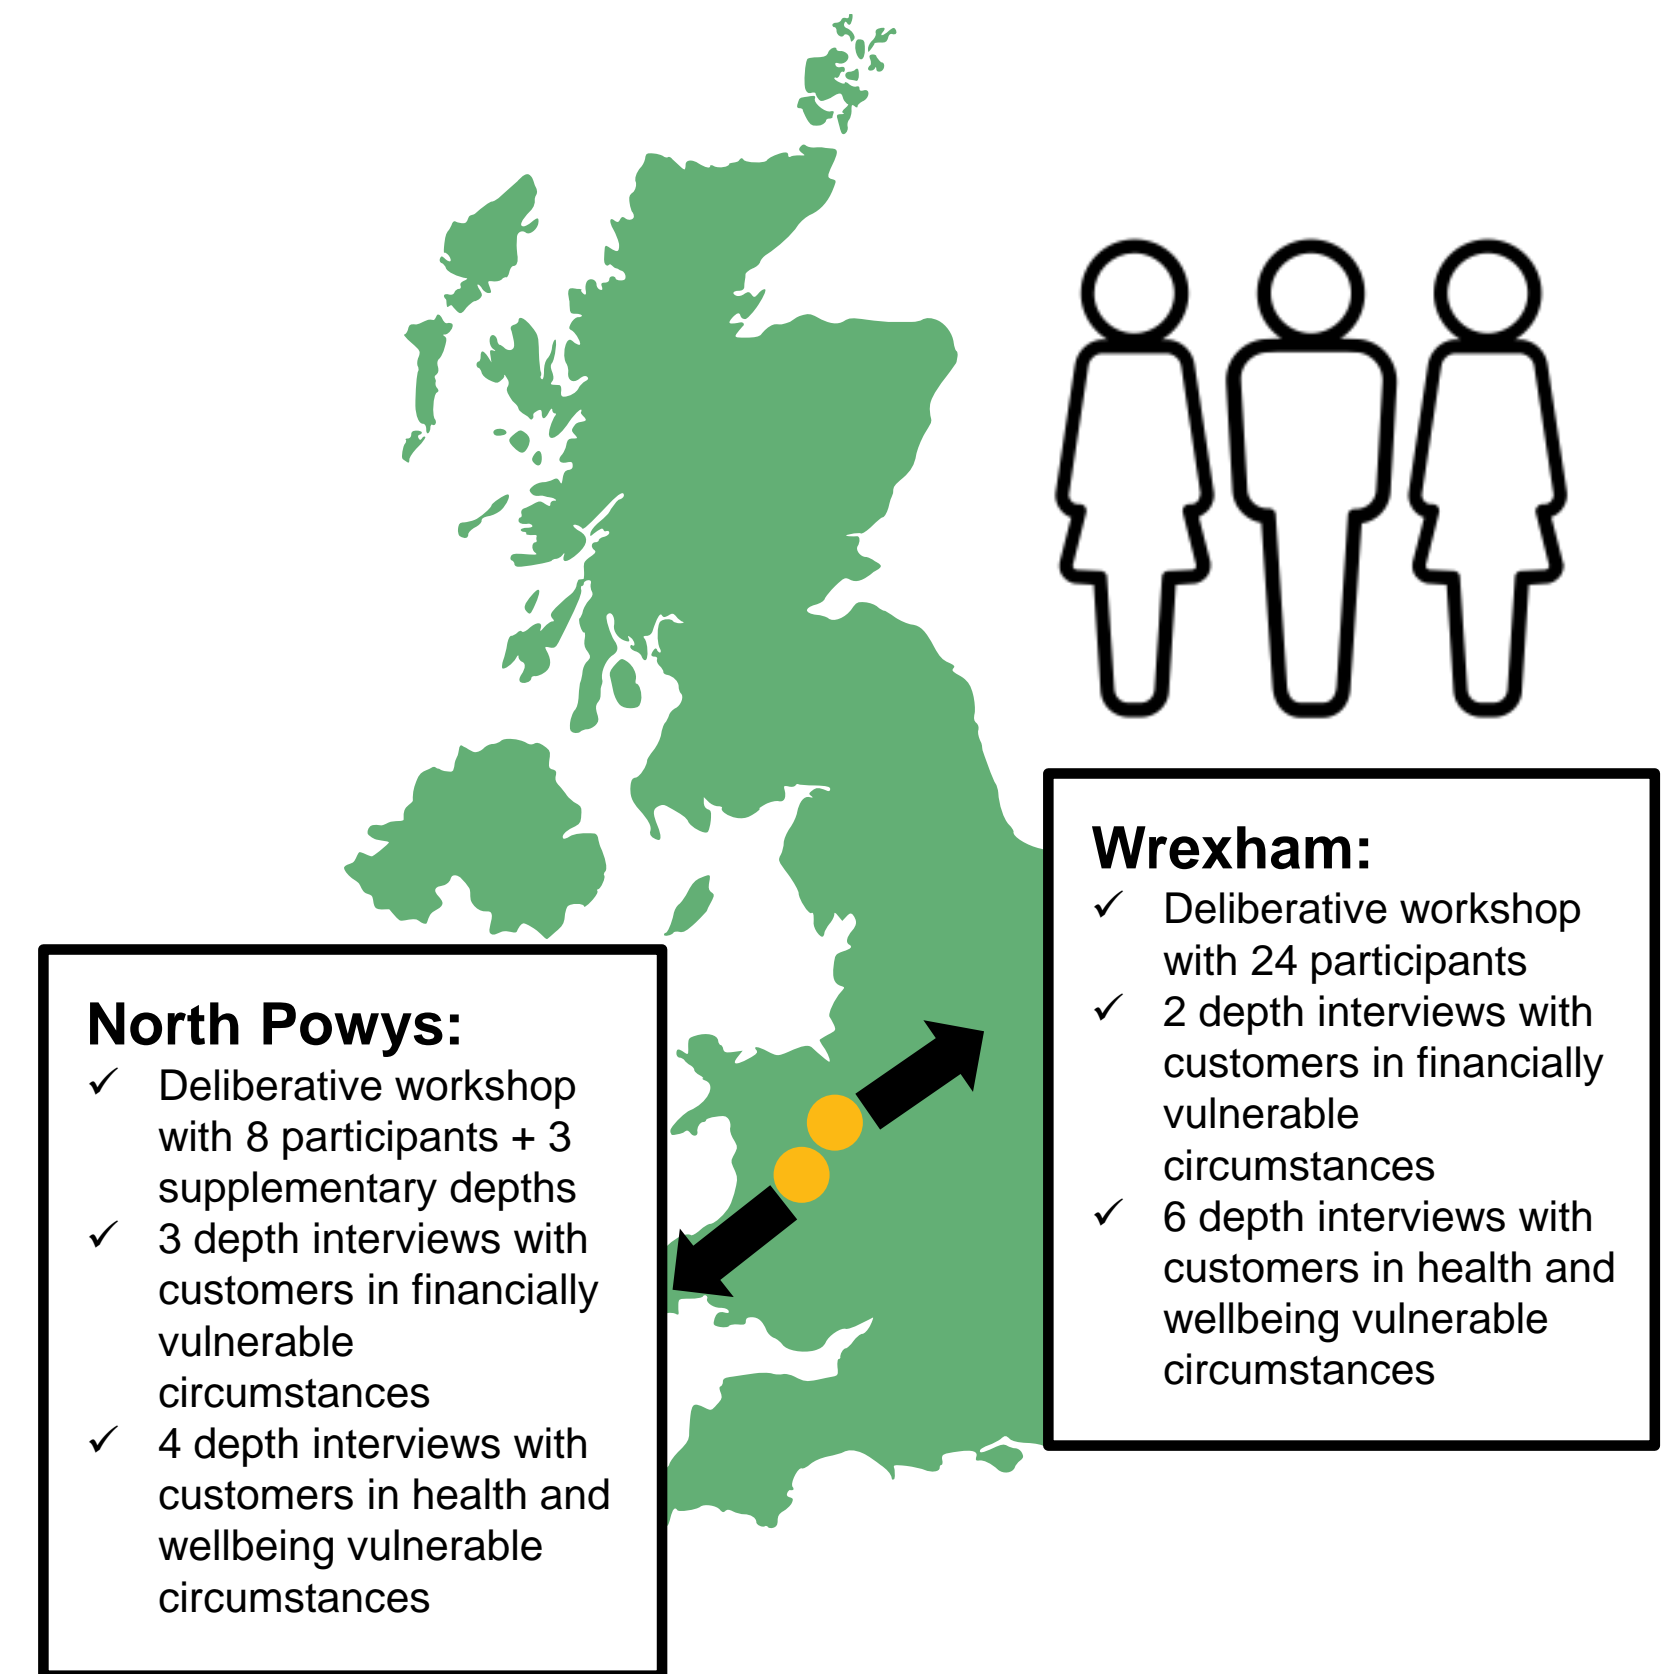 North Powys:
✓ Deliberative workshop
with 8 participants + 3
supplementary depths
✓ 3 depth interviews with
customers in financially
vulnerable
circumstances
✓ 4 depth interviews with
customers in health and
wellbeing vulnerable
circumstances
Wrexham:
✓ Deliberative workshop
with 24 participants
✓ 2 depth interviews with
customers in financially
vulnerable
circumstances
✓ 6 depth interviews with
customers in health and
wellbeing vulnerable
circumstances